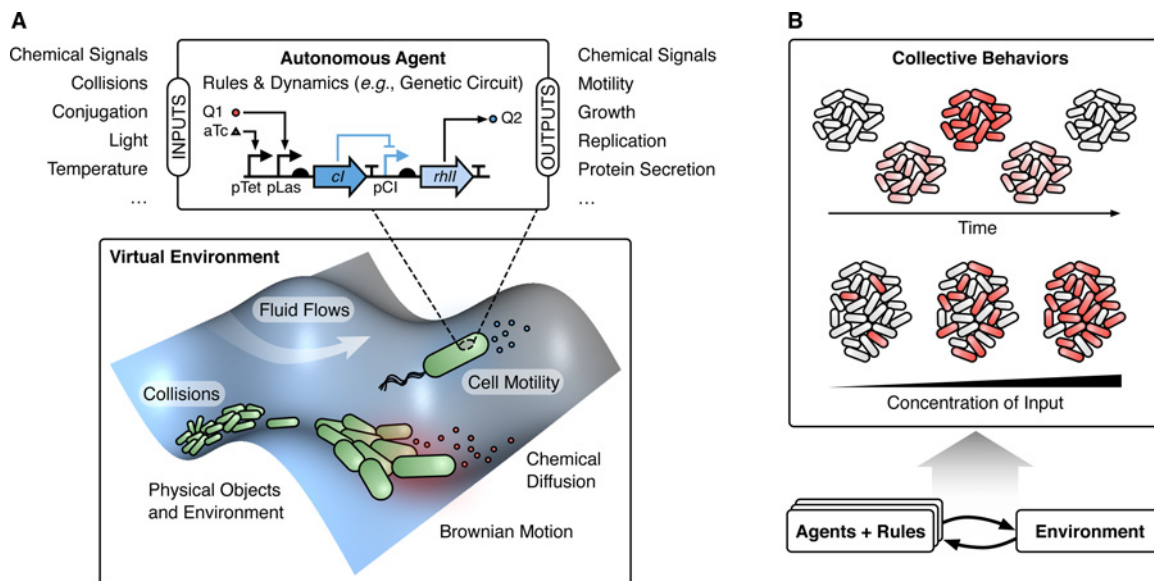 A
Chemical Signals
Collisions
Conjugation
Light
Temperature
...
INPUTS
Autonomous Agent
Rules & Dynamics (e.g., Genetic Circuit)
Q1
aTc
Q2
pTet pLas
cI
pCI
rhlI
OUTPUTS
Chemical Signals
Motility
Growth
Replication
Protein Secretion
...
Virtual Environment
Fluid Flows
Cell Motility
Collisions
Physical Objects
and Environment
Chemical
Diffusion
Brownian Motion
B
Collective Behaviors
Time
Concentration of Input
Agents + Rules
Environment